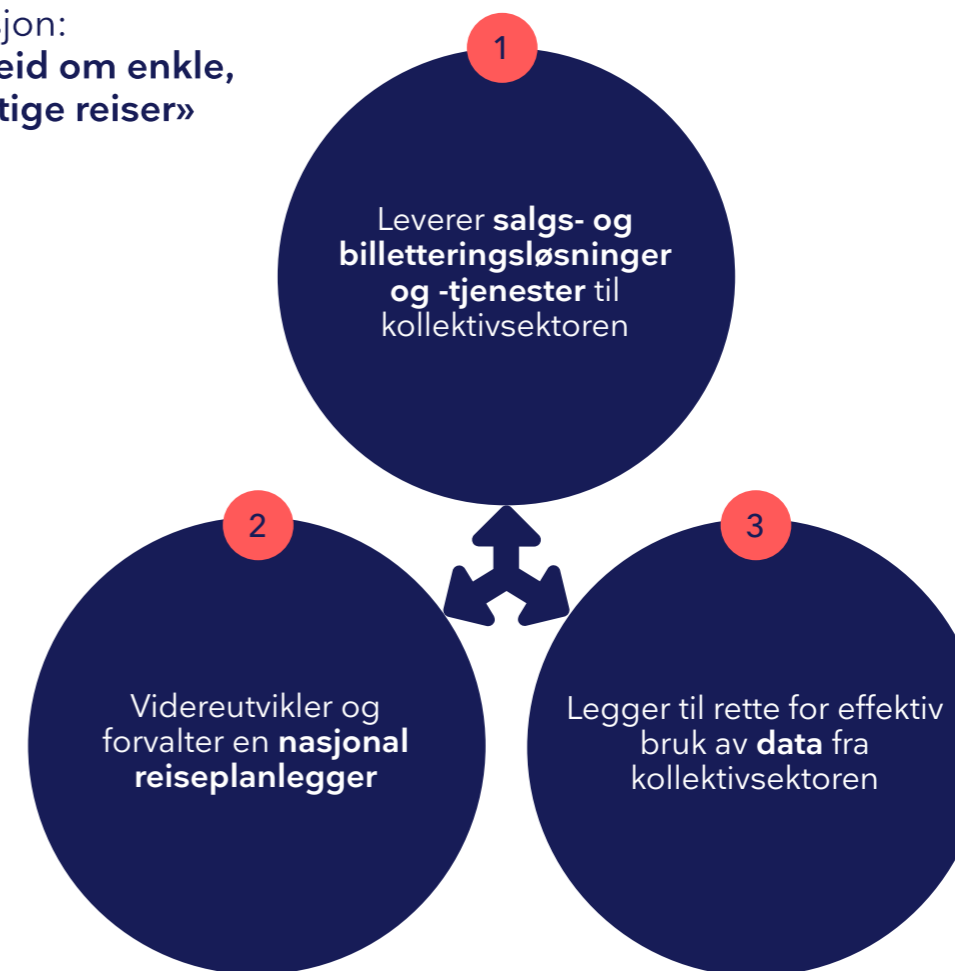 sjon:
eid om enkle,
tige reiser»
1
Leverer salgs- og
billetteringsløsninger
og -tjenester til
kollektivsektoren
2
Videreutvikler og
forvalter en nasjonal
reiseplanlegger
3
Legger til rette for effektiv
bruk av data fra
kollektivsektoren